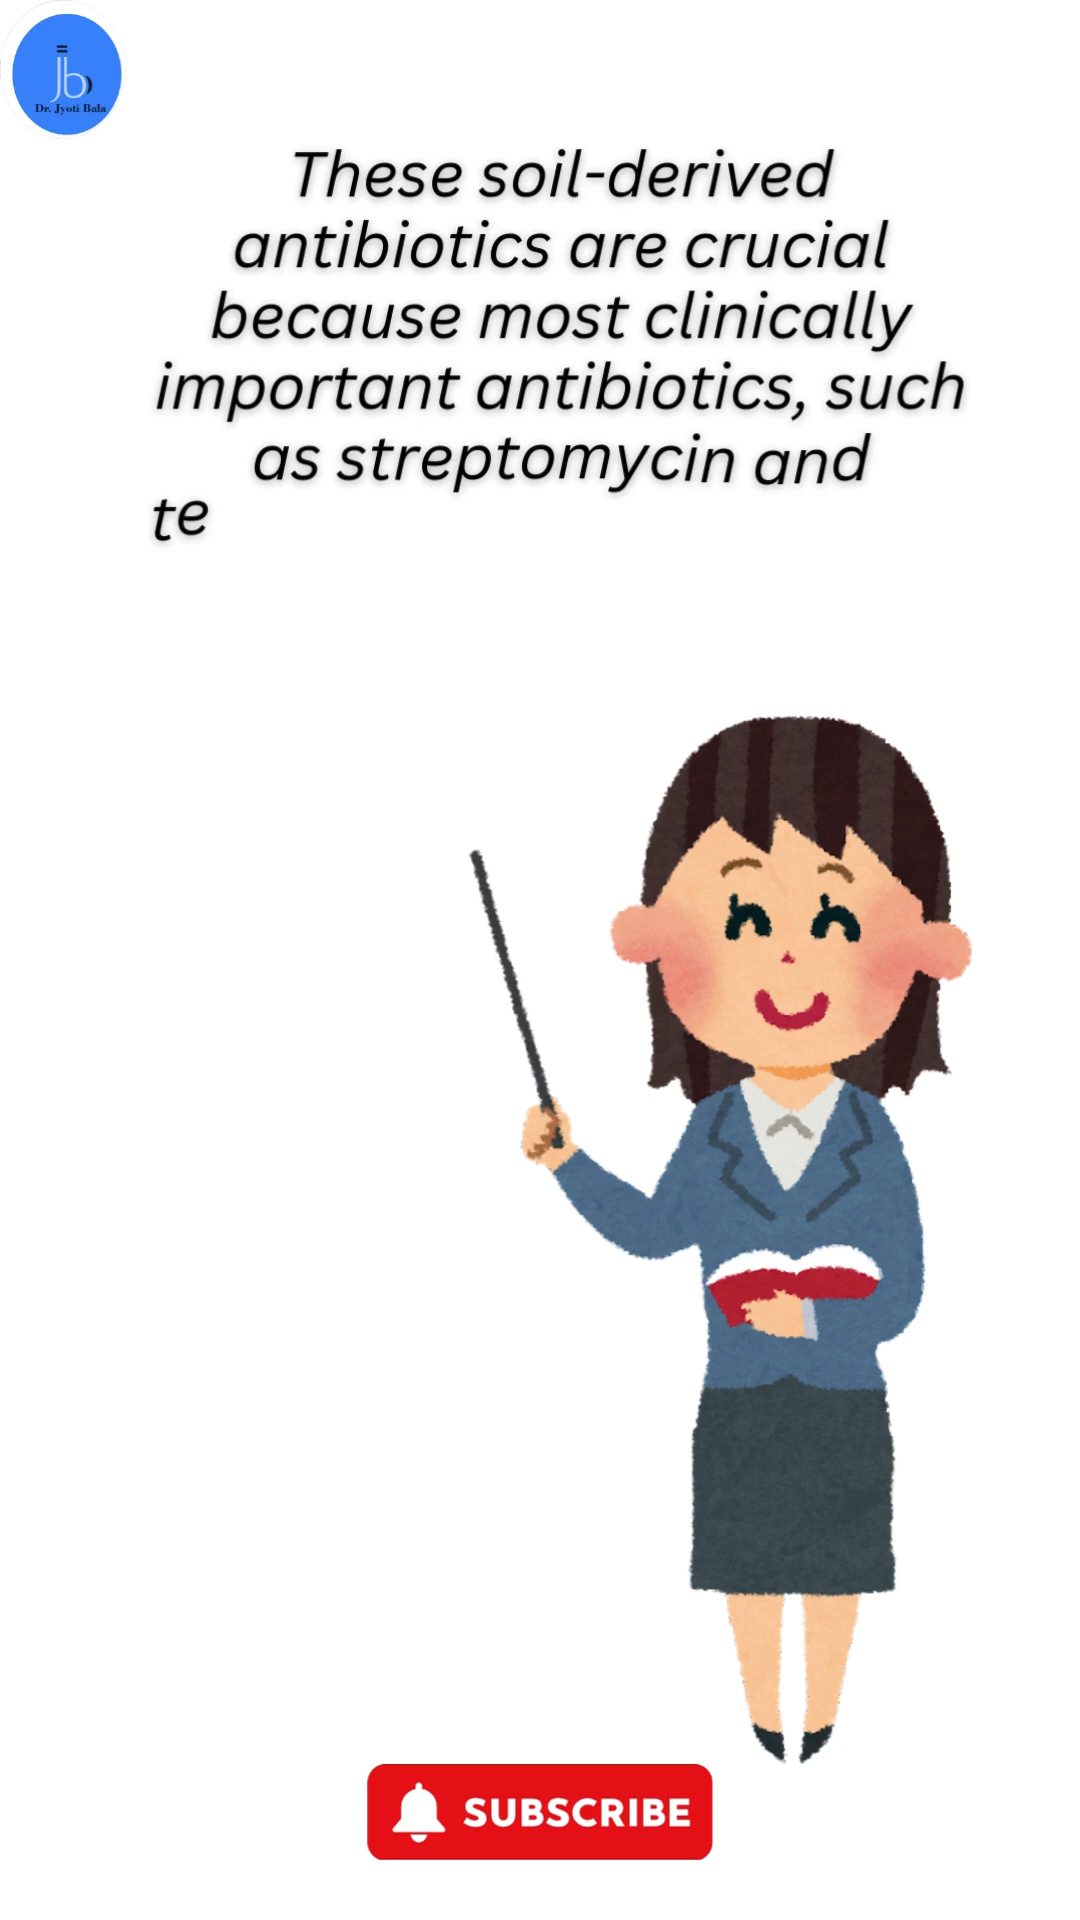 Dr. Jyoti Bala
These soil-derived
antibiotics are crucial
because most clinically
important antibiotics, such
as streptomycin and
te
SUBSCRIBE